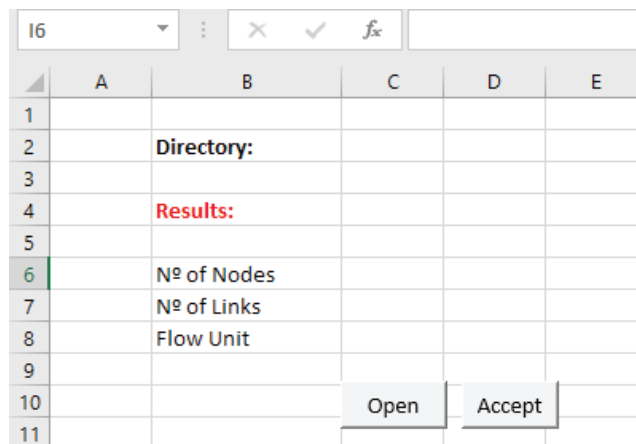 I6 fx
A B C D E
1
2 Directory:
3
4 Results:
5
6 Nº of Nodes
7 Nº of Links
8 Flow Unit
9
10 Open Accept
11